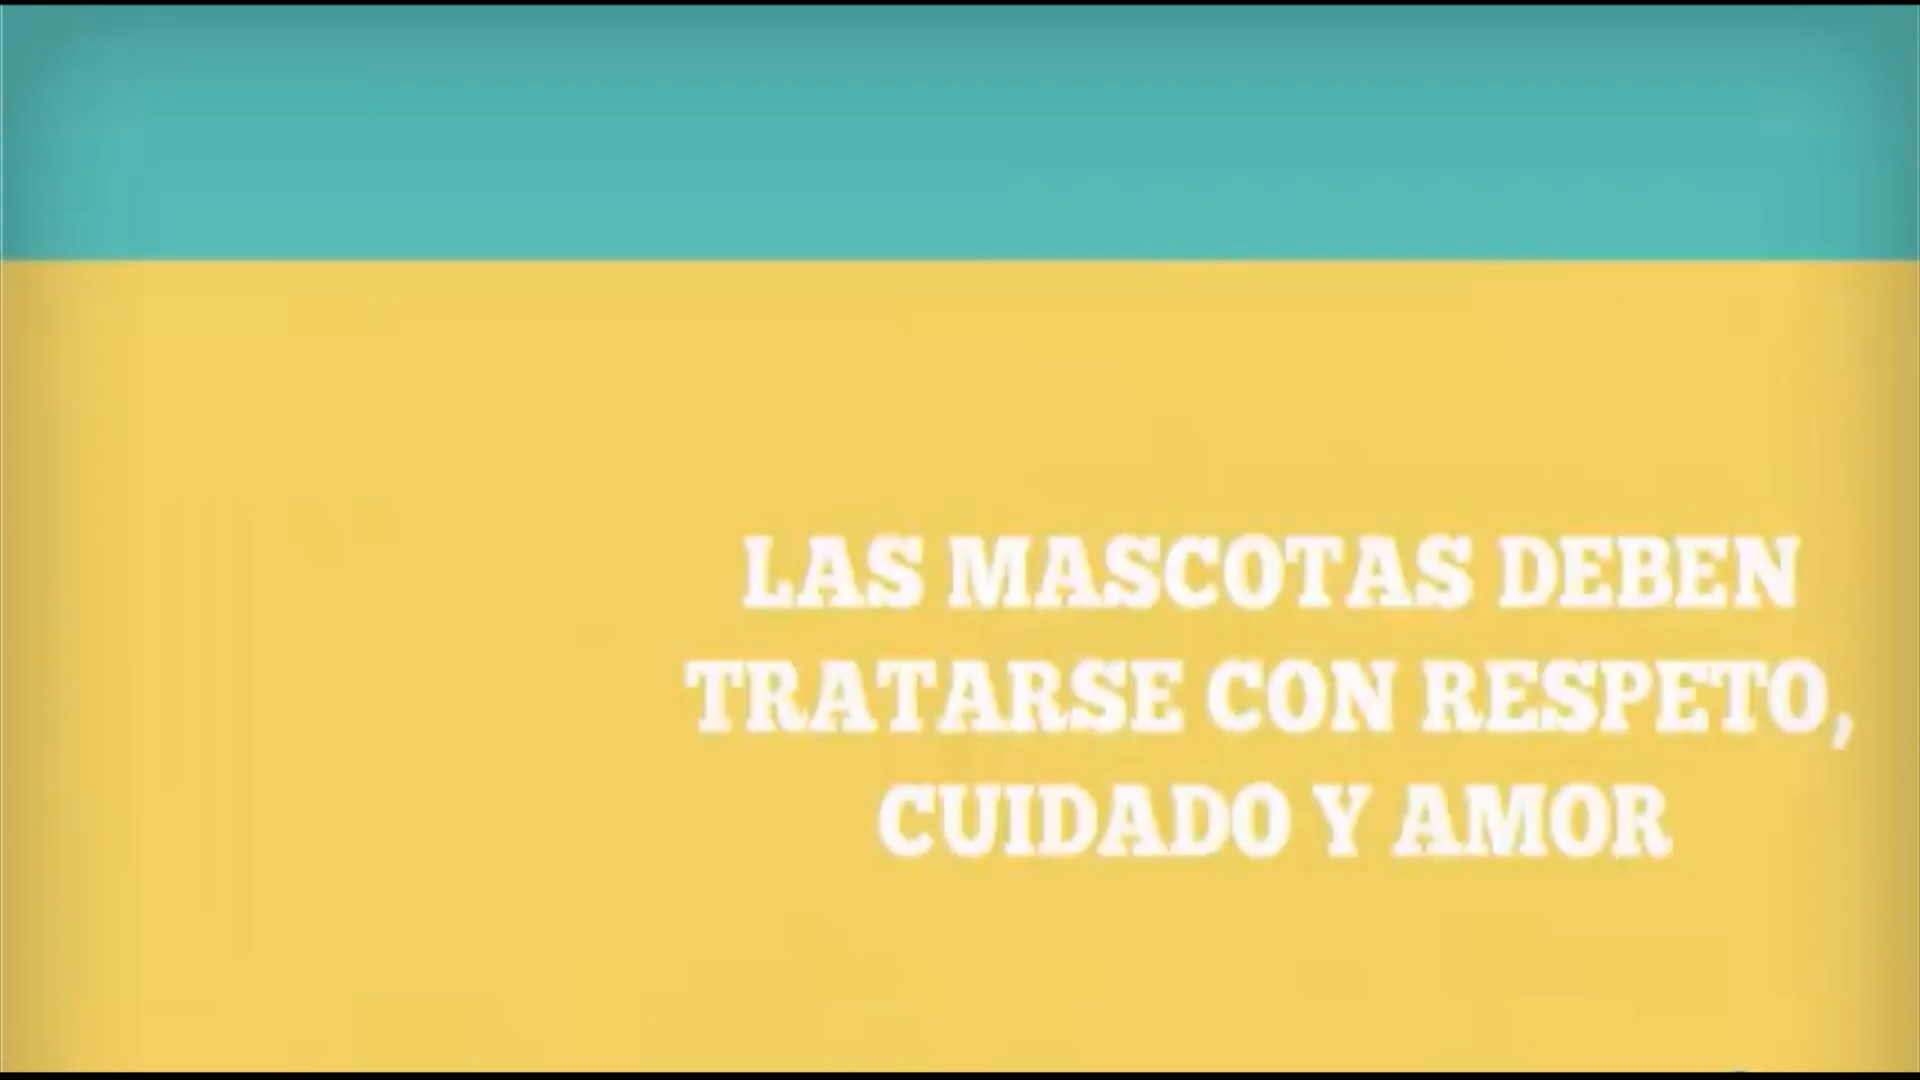 LAS MASCOTAS DEBEN
TRATARSE CON RESPETO,
CUIDADO Y AMOR